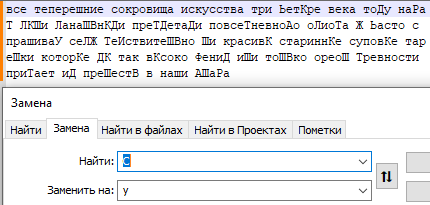 все теперешние сокровища искусства три ЬетКре века тоДу наРа
Т ЛКШи ЛанаШВнКДи преТДетаДи повсеТневноАо оЛиоТа Ж Ьасто с
прашиваУ сеЛЖ ТеЙствитеШВно Ши красивК стариннКе суповКе тар
еШки которКе ДК так вКсоко ФениД иШи тоШВко ореоШ Тревности
приТает иД преШестВ в наши АШаРа
Замена
Найти Замена Найти в файлах Найти в Проектах Пометки
Найти: С
Заменить на: у